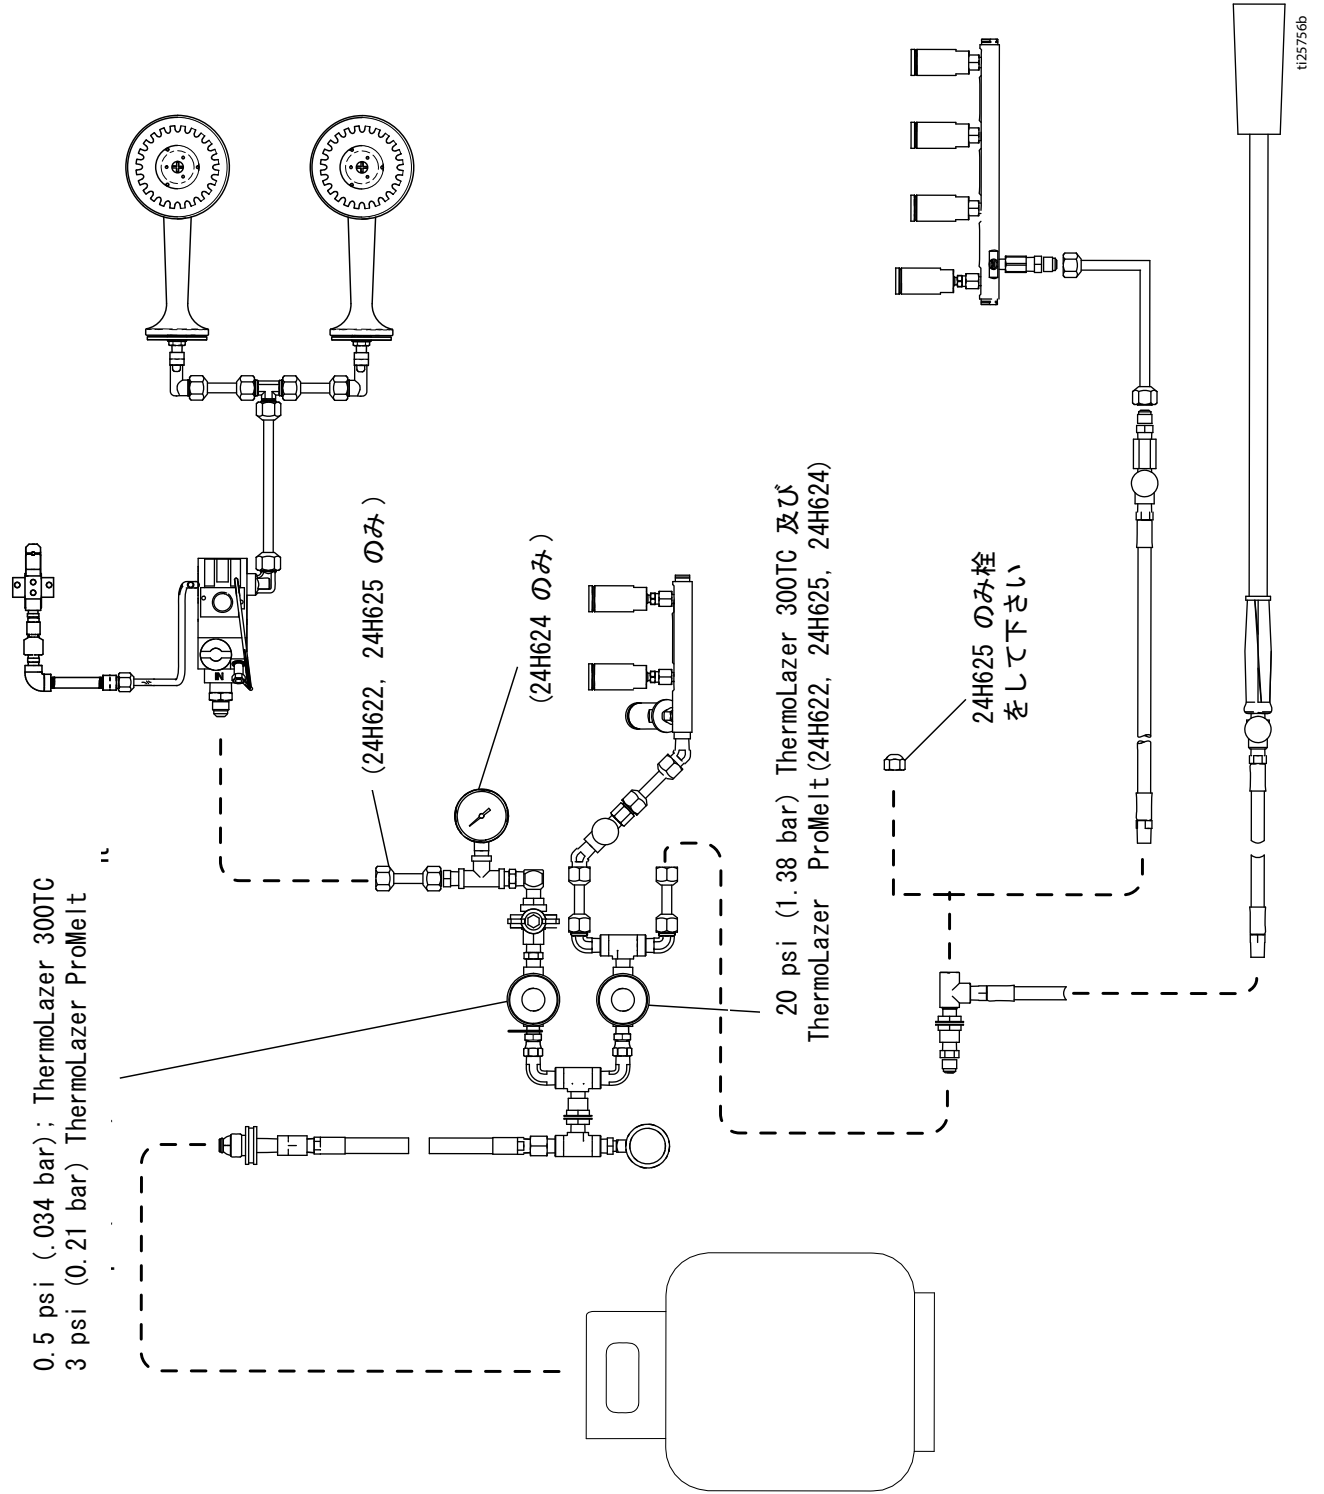 0.5 psi (.034 bar); ThermoLazer 300TC
3 psi (0.21 bar) ThermoLazer ProMelt
IN
(24H622, 24H625 のみ)
(24H624 のみ)
20 psi (1.38 bar) ThermoLazer 300TC 及び
ThermoLazer ProMelt(24H622, 24H625, 24H624)
24H625 のみ栓
をして下さい
ti25756b